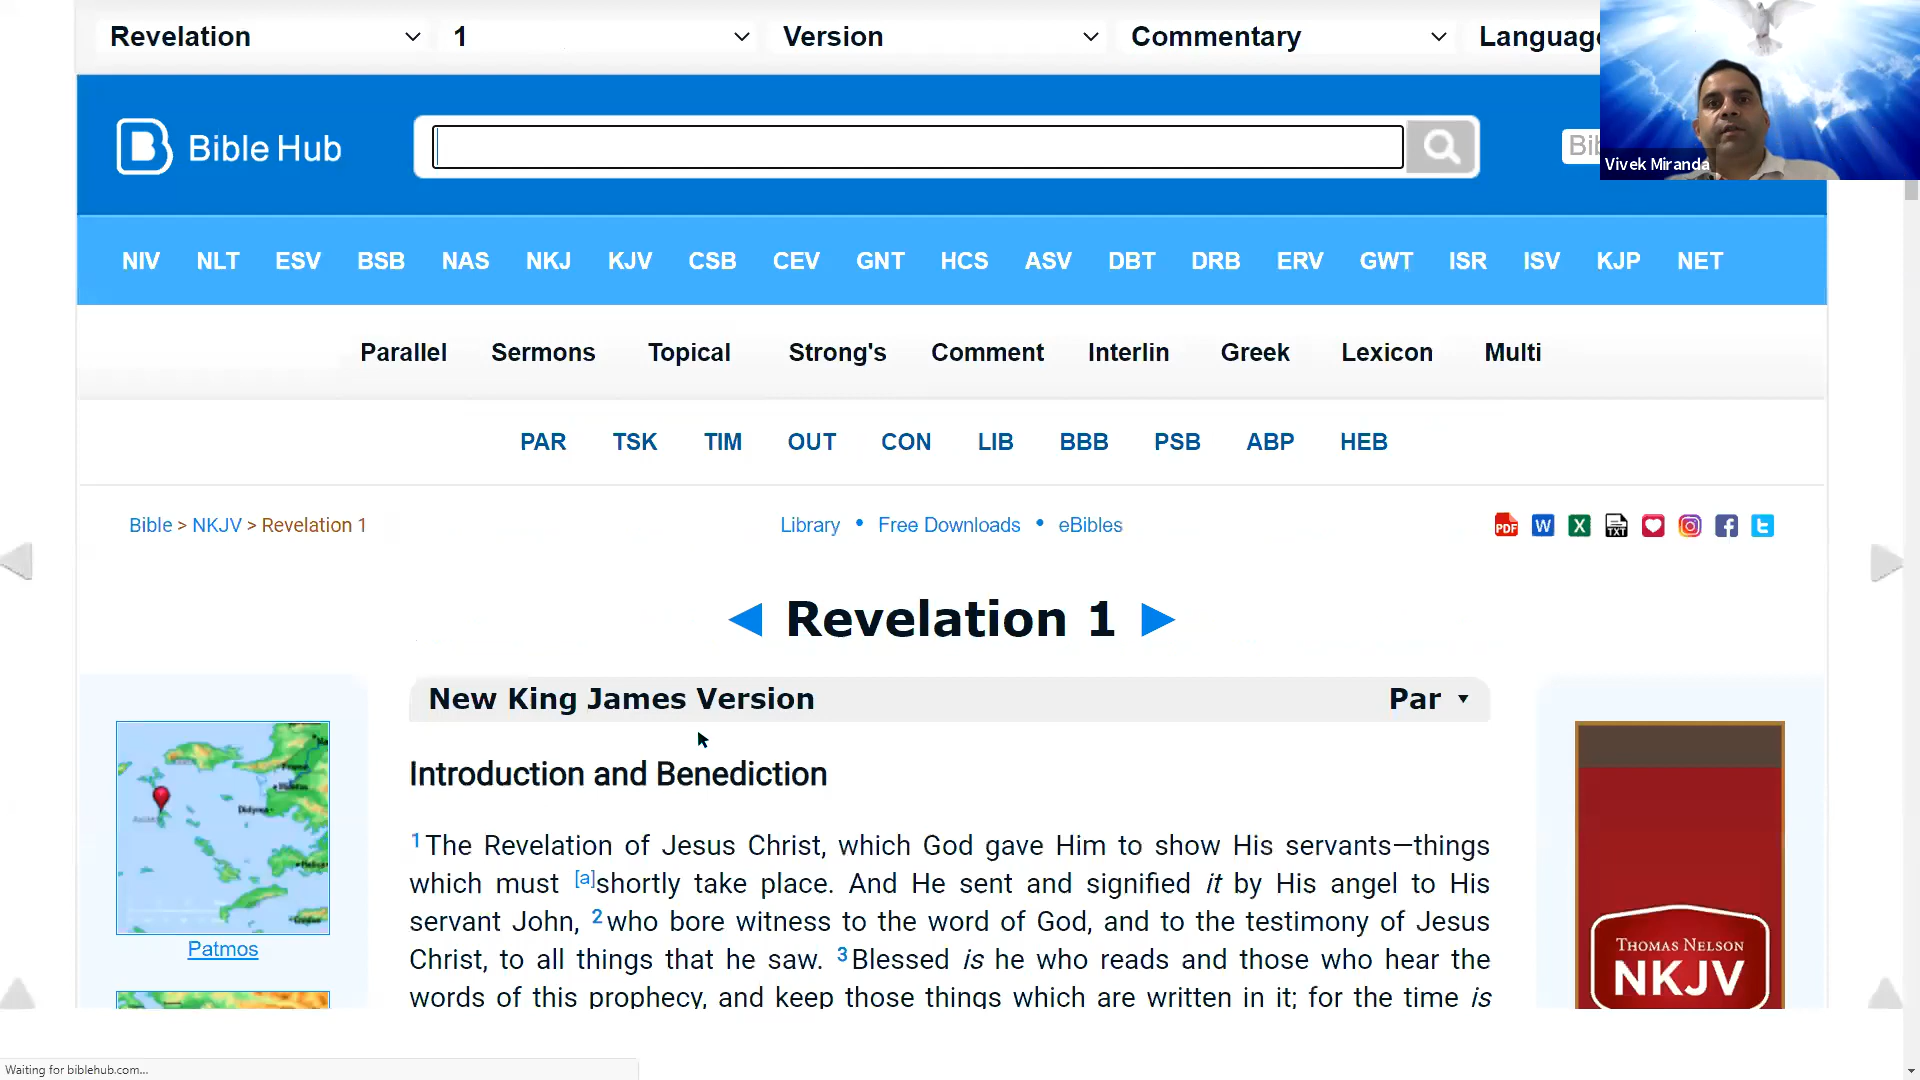 Revelation 1 Version Commentary Language
Bible Hub
Bi
Vivek Miranda
NIV NLT ESV BSB NAS NKJ KJV CSB CEV GNT HCS ASV DBT DRB ERV GWT ISR ISV KJP NET
Parallel Sermons Topical Strong's Comment Interlin Greek Lexicon Multi
PAR TSK TIM OUT CON LIB BBB PSB ABP HEB
Bible > NKJV > Revelation 1 Library • Free Downloads • eBibles
PDF W X TXT
◄ Revelation 1 ►
New King James Version Par ▼
Introduction and Benediction
1 The Revelation of Jesus Christ, which God gave Him to show His servants—things
which must [a]shortly take place. And He sent and signified it by His angel to His
servant John, 2 who bore witness to the word of God, and to the testimony of Jesus
Christ, to all things that he saw. 3 Blessed is he who reads and those who hear the
words of this prophecy, and keep those things which are written in it; for the time is
Didyma
Patmos
THOMAS NELSON
NKJV
Waiting for biblehub.com...